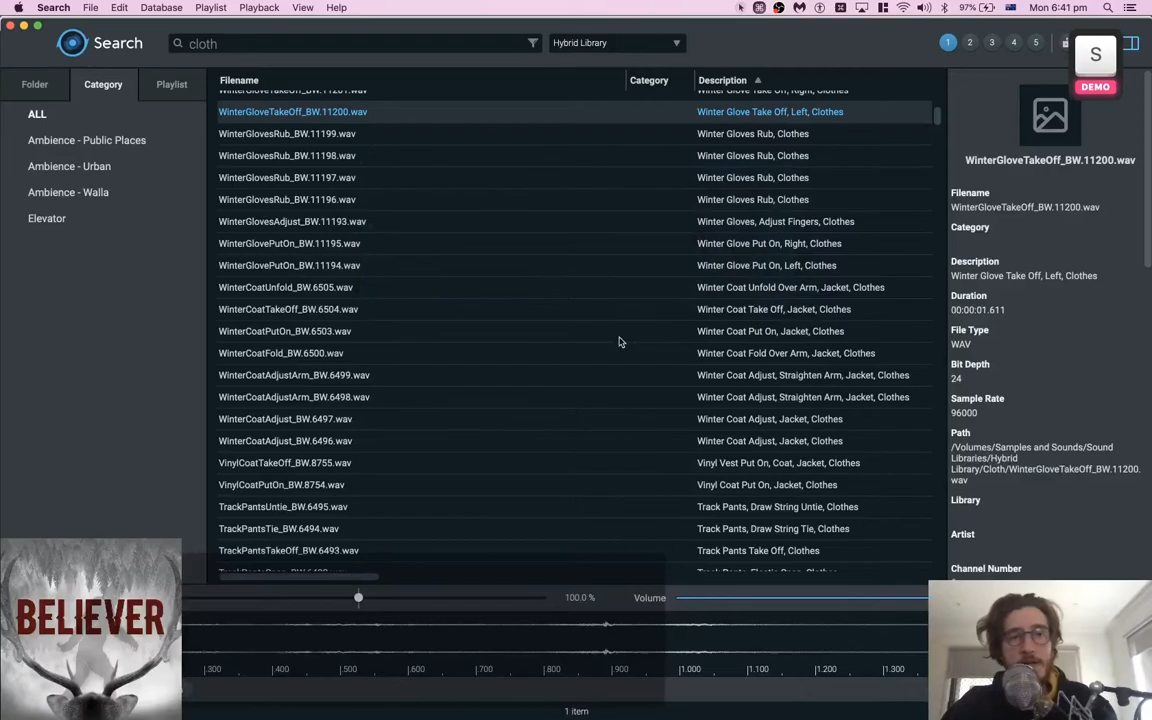 Search File Edit Database Playlist Playback View Help 97% Mon 6:41 pm
Search cloth Hybrid Library 1 2 3 4 5 S
DEMO
Folder Category Playlist
ALL
Ambience - Public Places
Ambience - Urban
Ambience - Walla
Elevator
Filename Category Description
WinterGloveTakeOff_BW.11201.wav Winter Glove Take Off, Right, Clothes
WinterGloveTakeOff_BW.11200.wav Winter Glove Take Off, Left, Clothes
WinterGlovesRub_BW.11199.wav Winter Gloves Rub, Clothes
WinterGlovesRub_BW.11198.wav Winter Gloves Rub, Clothes
WinterGlovesRub_BW.11197.wav Winter Gloves Rub, Clothes
WinterGlovesRub_BW.11196.wav Winter Gloves Rub, Clothes
WinterGlovesAdjust_BW.11193.wav Winter Gloves, Adjust Fingers, Clothes
WinterGlovePutOn_BW.11195.wav Winter Glove Put On, Right, Clothes
WinterGlovePutOn_BW.11194.wav Winter Glove Put On, Left, Clothes
WinterCoatUnfold_BW.6505.wav Winter Coat Unfold Over Arm, Jacket, Clothes
WinterCoatTakeOff_BW.6504.wav Winter Coat Take Off, Jacket, Clothes
WinterCoatPutOn_BW.6503.wav Winter Coat Put On, Jacket, Clothes
WinterCoatFold_BW.6500.wav Winter Coat Fold Over Arm, Jacket, Clothes
WinterCoatAdjustArm_BW.6499.wav Winter Coat Adjust, Straighten Arm, Jacket, Clothes
WinterCoatAdjustArm_BW.6498.wav Winter Coat Adjust, Straighten Arm, Jacket, Clothes
WinterCoatAdjust_BW.6497.wav Winter Coat Adjust, Jacket, Clothes
WinterCoatAdjust_BW.6496.wav Winter Coat Adjust, Jacket, Clothes
VinylCoatTakeOff_BW.8755.wav Vinyl Vest Put On, Coat, Jacket, Clothes
VinylCoatPutOn_BW.8754.wav Vinyl Coat Put On, Jacket, Clothes
TrackPantsUntie_BW.6495.wav Track Pants, Draw String Untie, Clothes
TrackPantsTie_BW.6494.wav Track Pants, Draw String Tie, Clothes
TrackPantsTakeOff_BW.6493.wav Track Pants Take Off, Clothes
WinterGloveTakeOff_BW.11200.wav
Filename
WinterGloveTakeOff_BW.11200.wav
Category
Description
Winter Glove Take Off, Left, Clothes
Duration
00:00:01.611
File Type
WAV
Bit Depth
24
Sample Rate
96000
Path
/Volumes/Samples and Sounds/Sound
Libraries/Hybrid
Library/Cloth/WinterGloveTakeOff_BW.11200.
wav
Library
Artist
Channel Number
100.0 % Volume
|300 |400 |500 |600 |700 |800 |900 |1.000 |1.100 |1.200 |1.300
1 item
BELIEVER